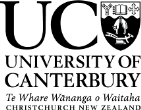 UC
UNIVERSITY OF
CANTERBURY
Te Whare Wānanga o Waitaha
CHRISTCHURCH NEW ZEALAND